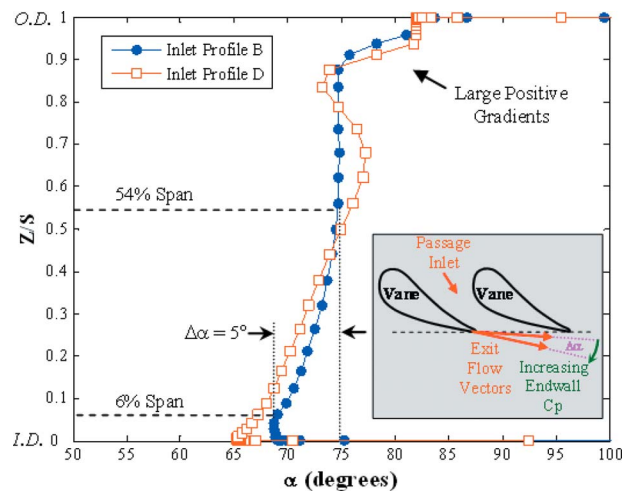 O.D. 1
Inlet Profile B
Inlet Profile D
0.9
0.8
Large Positive
Gradients
0.7
0.6
54% Span
0.5
Z/S
0.4
Passage
Inlet
Vane
Vane
0.3
Δα = 5°
Δα
0.2
Exit
Flow
Vectors
Increasing
Endwall
Cp
0.1
6% Span
I.D. 0
50 55 60 65 70 75 80 85 90 95 100
α (degrees)